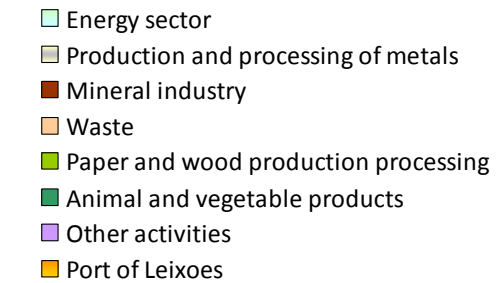 Energy sector
Production and processing of metals
Mineral industry
Waste
Paper and wood production processing
Animal and vegetable products
Other activities
Port of Leixoes